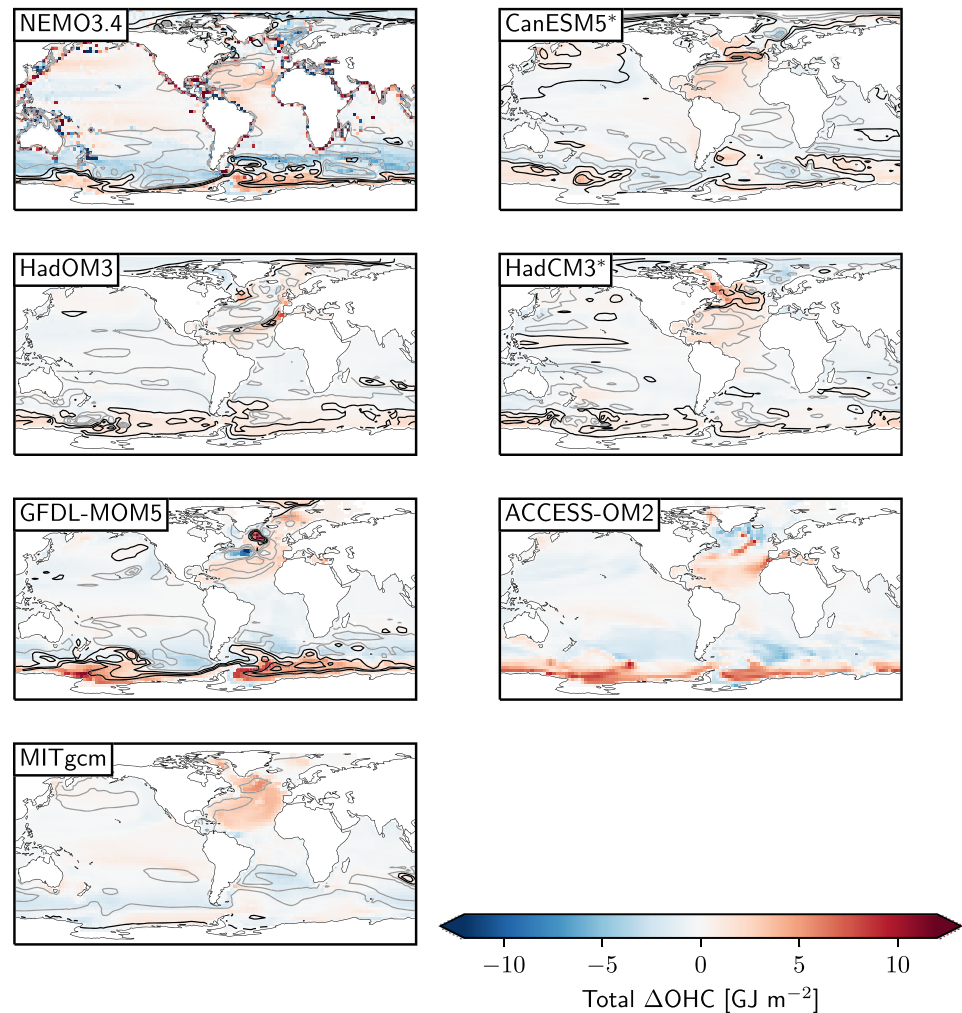 NEMO3.4
CanESM5*
HadOM3
HadCM3*
GFDL-MOM5
ACCESS-OM2
MITgcm
−10 −5 0 5 10
Total ΔOHC [GJ m⁻²]